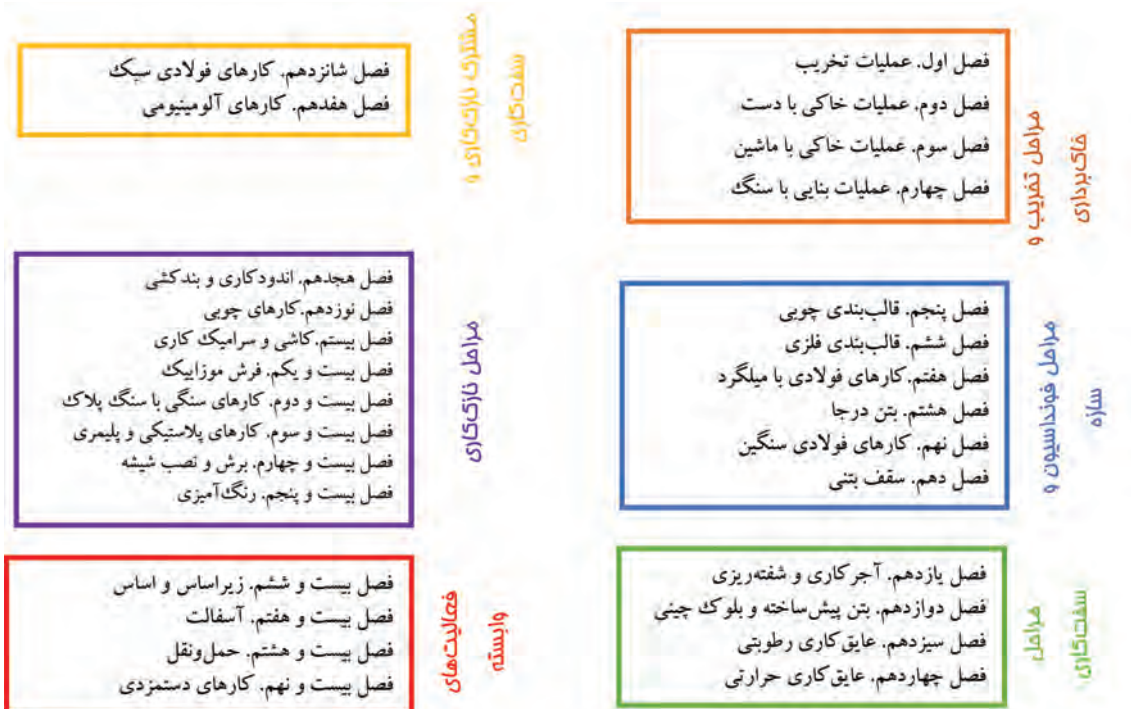 مراحل تخریب و
خاکبرداری
فصل اول. عملیات تخریب
فصل دوم. عملیات خاکی با دست
فصل سوم. عملیات خاکی با ماشین
فصل چهارم. عملیات بنایی با سنگ
مراحل فونداسیون و
سازه
فصل پنجم. قالب‌بندی چوبی
فصل ششم. قالب‌بندی فلزی
فصل هفتم. کارهای فولادی با میلگرد
فصل هشتم. بتن درجا
فصل نهم. کارهای فولادی سنگین
فصل دهم. سقف بتنی
مراحل
سفت‌کاری
فصل یازدهم. آجر کاری و شفته‌ریزی
فصل دوازدهم. بتن پیش‌ساخته و بلوک چینی
فصل سیزدهم. عایق کاری رطوبتی
فصل چهاردهم. عایق کاری حرارتی
مشترک نازک‌کاری و
سفت‌کاری
فصل شانزدهم. کارهای فولادی سبک
فصل هفدهم. کارهای آلومینیومی
مراحل نازک‌کاری
فصل هجدهم. اندودکاری و بندکشی
فصل نوزدهم. کارهای چوبی
فصل بیستم. کاشی و سرامیک کاری
فصل بیست و یکم. فرش موزاییک
فصل بیست و دوم. کارهای سنگی با سنگ پلاک
فصل بیست و سوم. کارهای پلاستیکی و پلیمری
فصل بیست و چهارم. برش و نصب شیشه
فصل بیست و پنجم. رنگ‌آمیزی
فعالیت‌های
وابسته
فصل بیست و ششم. زیراساس و اساس
فصل بیست و هفتم. آسفالت
فصل بیست و هشتم. حمل‌ونقل
فصل بیست و نهم. کارهای دستمزدی